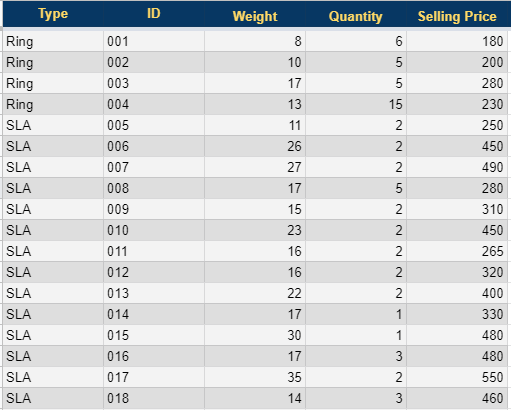 Type ID Weight Quantity Selling Price
Ring 001 8 6 180
Ring 002 10 5 200
Ring 003 17 5 280
Ring 004 13 15 230
SLA 005 11 2 250
SLA 006 26 2 450
SLA 007 27 2 490
SLA 008 17 5 280
SLA 009 15 2 310
SLA 010 23 2 450
SLA 011 16 2 265
SLA 012 16 2 320
SLA 013 22 2 400
SLA 014 17 1 330
SLA 015 30 1 480
SLA 016 17 3 480
SLA 017 35 2 550
SLA 018 14 3 460